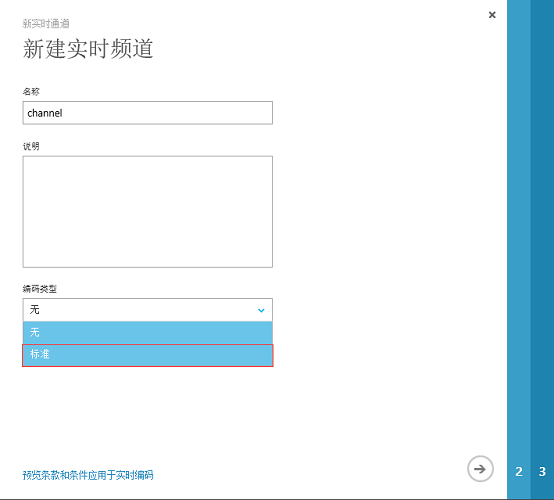 新实时通道
新建实时频道
名称
channel
说明
编码类型
无
无
标准
预览条款和条件应用于实时编码
2 3